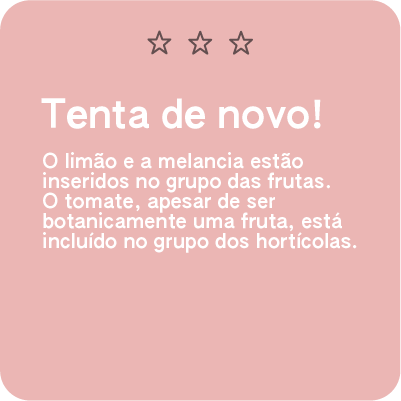 Tenta de novo!
O limão e a melancia estão
inseridos no grupo das frutas.
O tomate, apesar de ser
botanicamente uma fruta, está
incluído no grupo dos hortícolas.